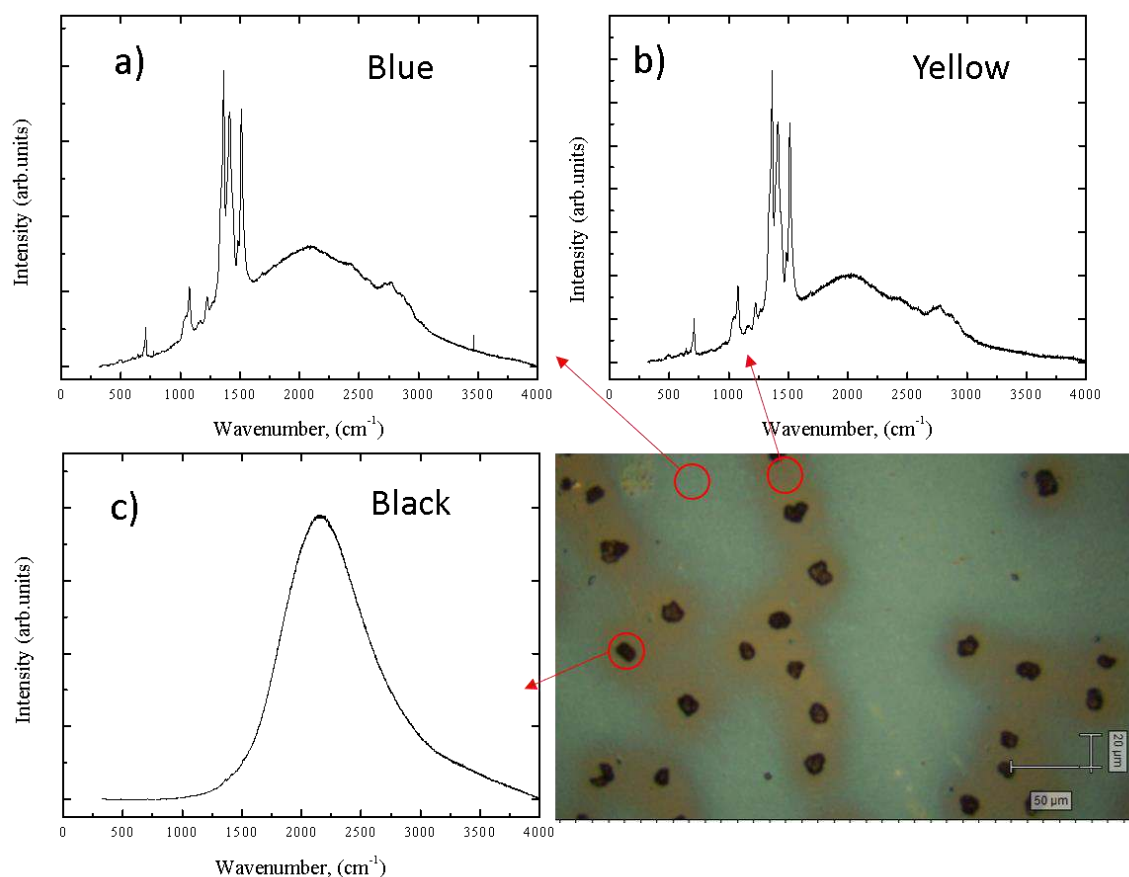 a)
Blue
Intensity (arb.units)
0 500 1000 1500 2000 2500 3000 3500 4000
Wavenumber, (cm⁻¹)
b)
Yellow
Intensity (arb.units)
0 500 1000 1500 2000 2500 3000 3500 4000
Wavenumber, (cm⁻¹)
c)
Black
Intensity (arb.units)
0 500 1000 1500 2000 2500 3000 3500 4000
Wavenumber, (cm⁻¹)
20 µm
50 µm